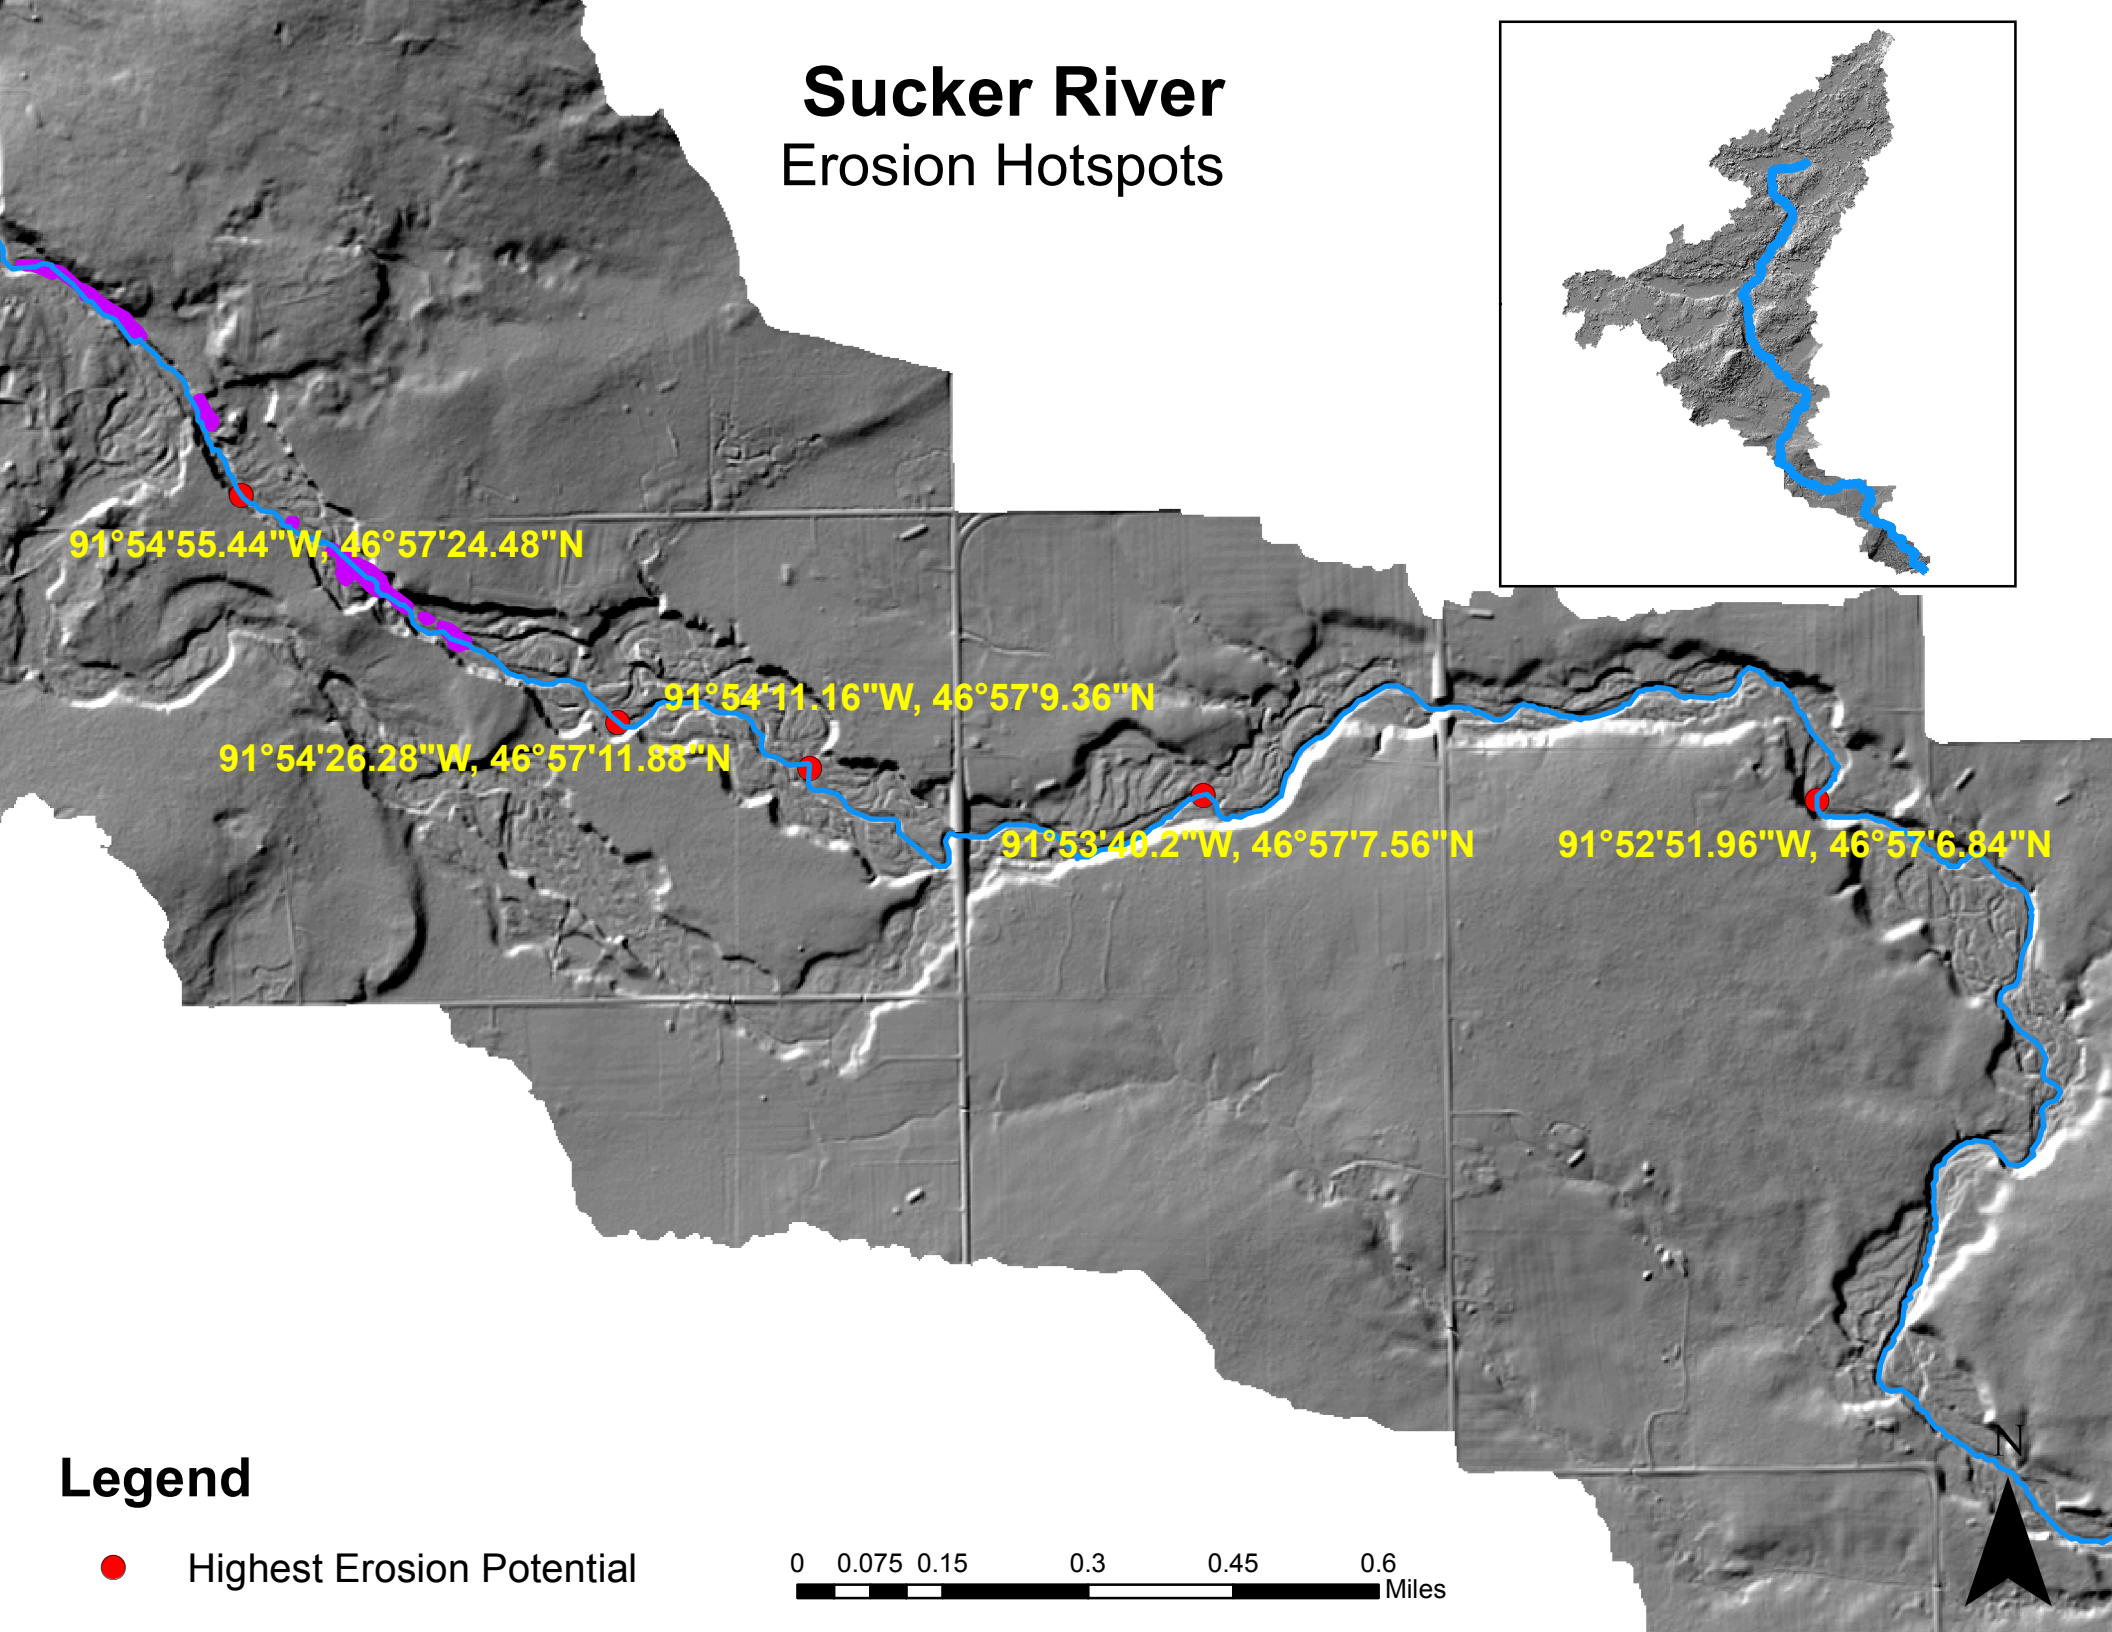 Sucker River
Erosion Hotspots
91°54'55.44"W, 46°57'24.48"N
91°54'11.16"W, 46°57'9.36"N
91°54'26.28"W, 46°57'11.88"N
91°53'40.2"W, 46°57'7.56"N
91°52'51.96"W, 46°57'6.84"N
N
Legend
Highest Erosion Potential
0 0.075 0.15 0.3 0.45 0.6
Miles